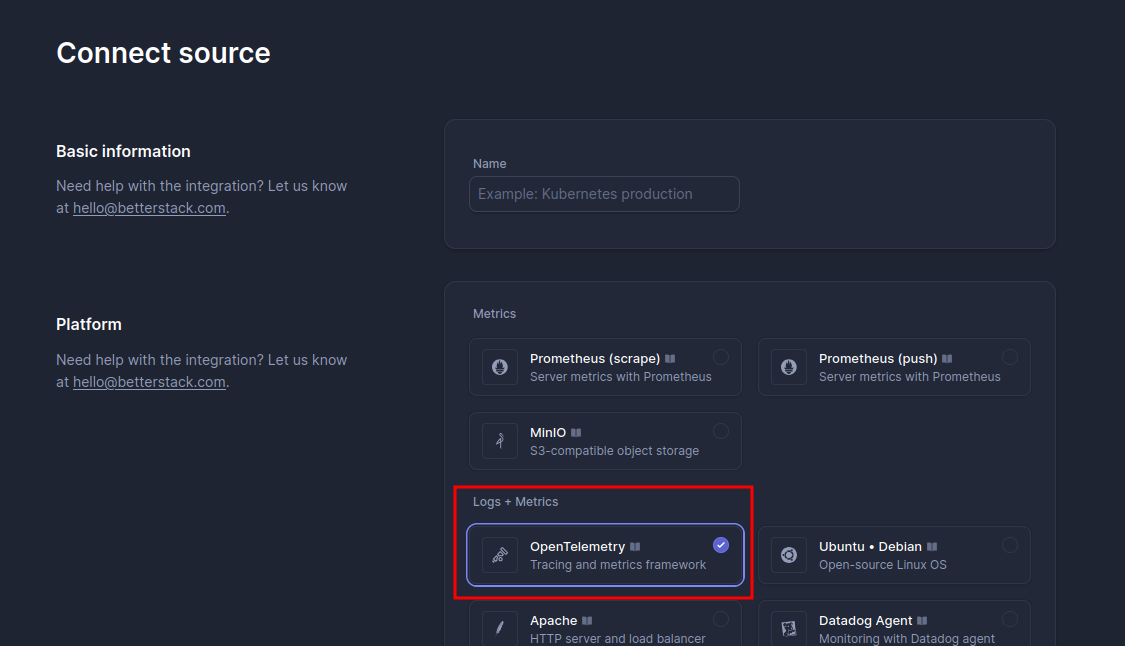 Connect source
Basic information
Need help with the integration? Let us know
at hello@betterstack.com.
Name
Example: Kubernetes production
Platform
Need help with the integration? Let us know
at hello@betterstack.com.
Metrics
Prometheus (scrape)
Server metrics with Prometheus
Prometheus (push)
Server metrics with Prometheus
MinIO
S3-compatible object storage
Logs + Metrics
OpenTelemetry
Tracing and metrics framework
Ubuntu • Debian
Open-source Linux OS
Apache
HTTP server and load balancer
Datadog Agent
Monitoring with Datadog agent